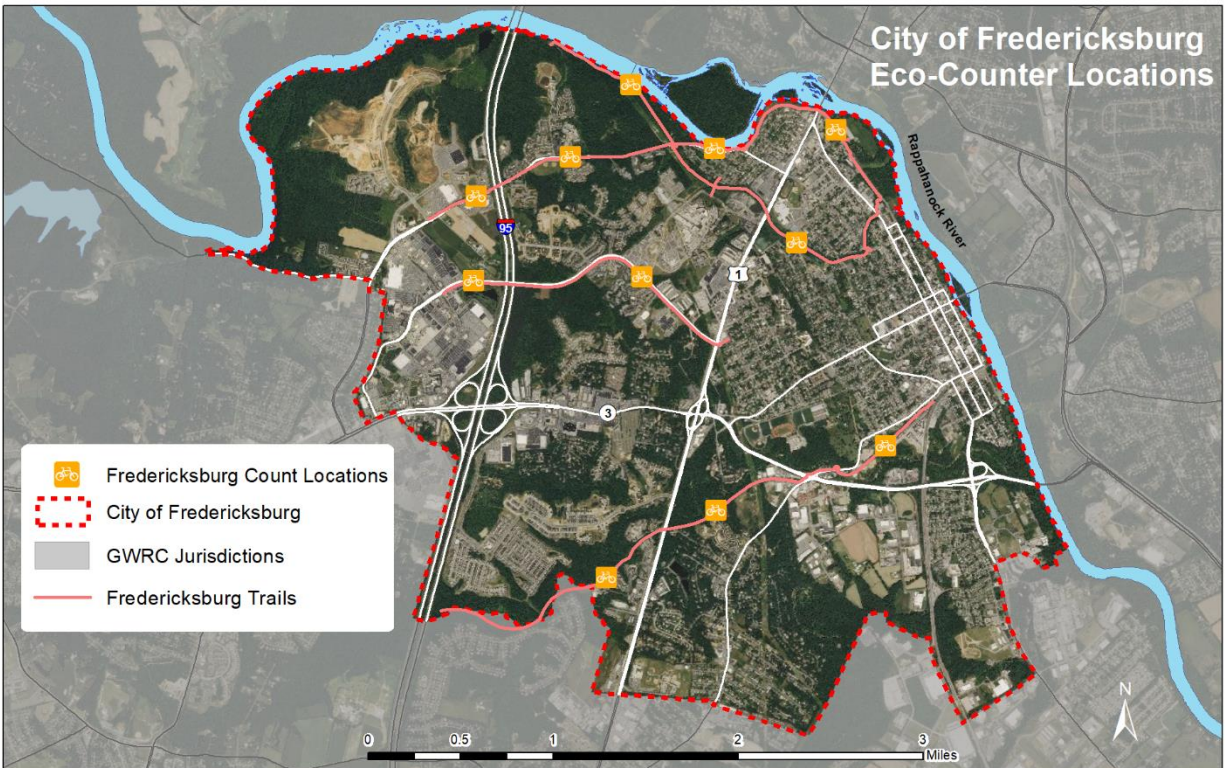 City of Fredericksburg
Eco-Counter Locations
Rappahanock River
95
1
3
Fredericksburg Count Locations
City of Fredericksburg
GWRC Jurisdictions
Fredericksburg Trails
N
0 0.5 1 2 3
Miles